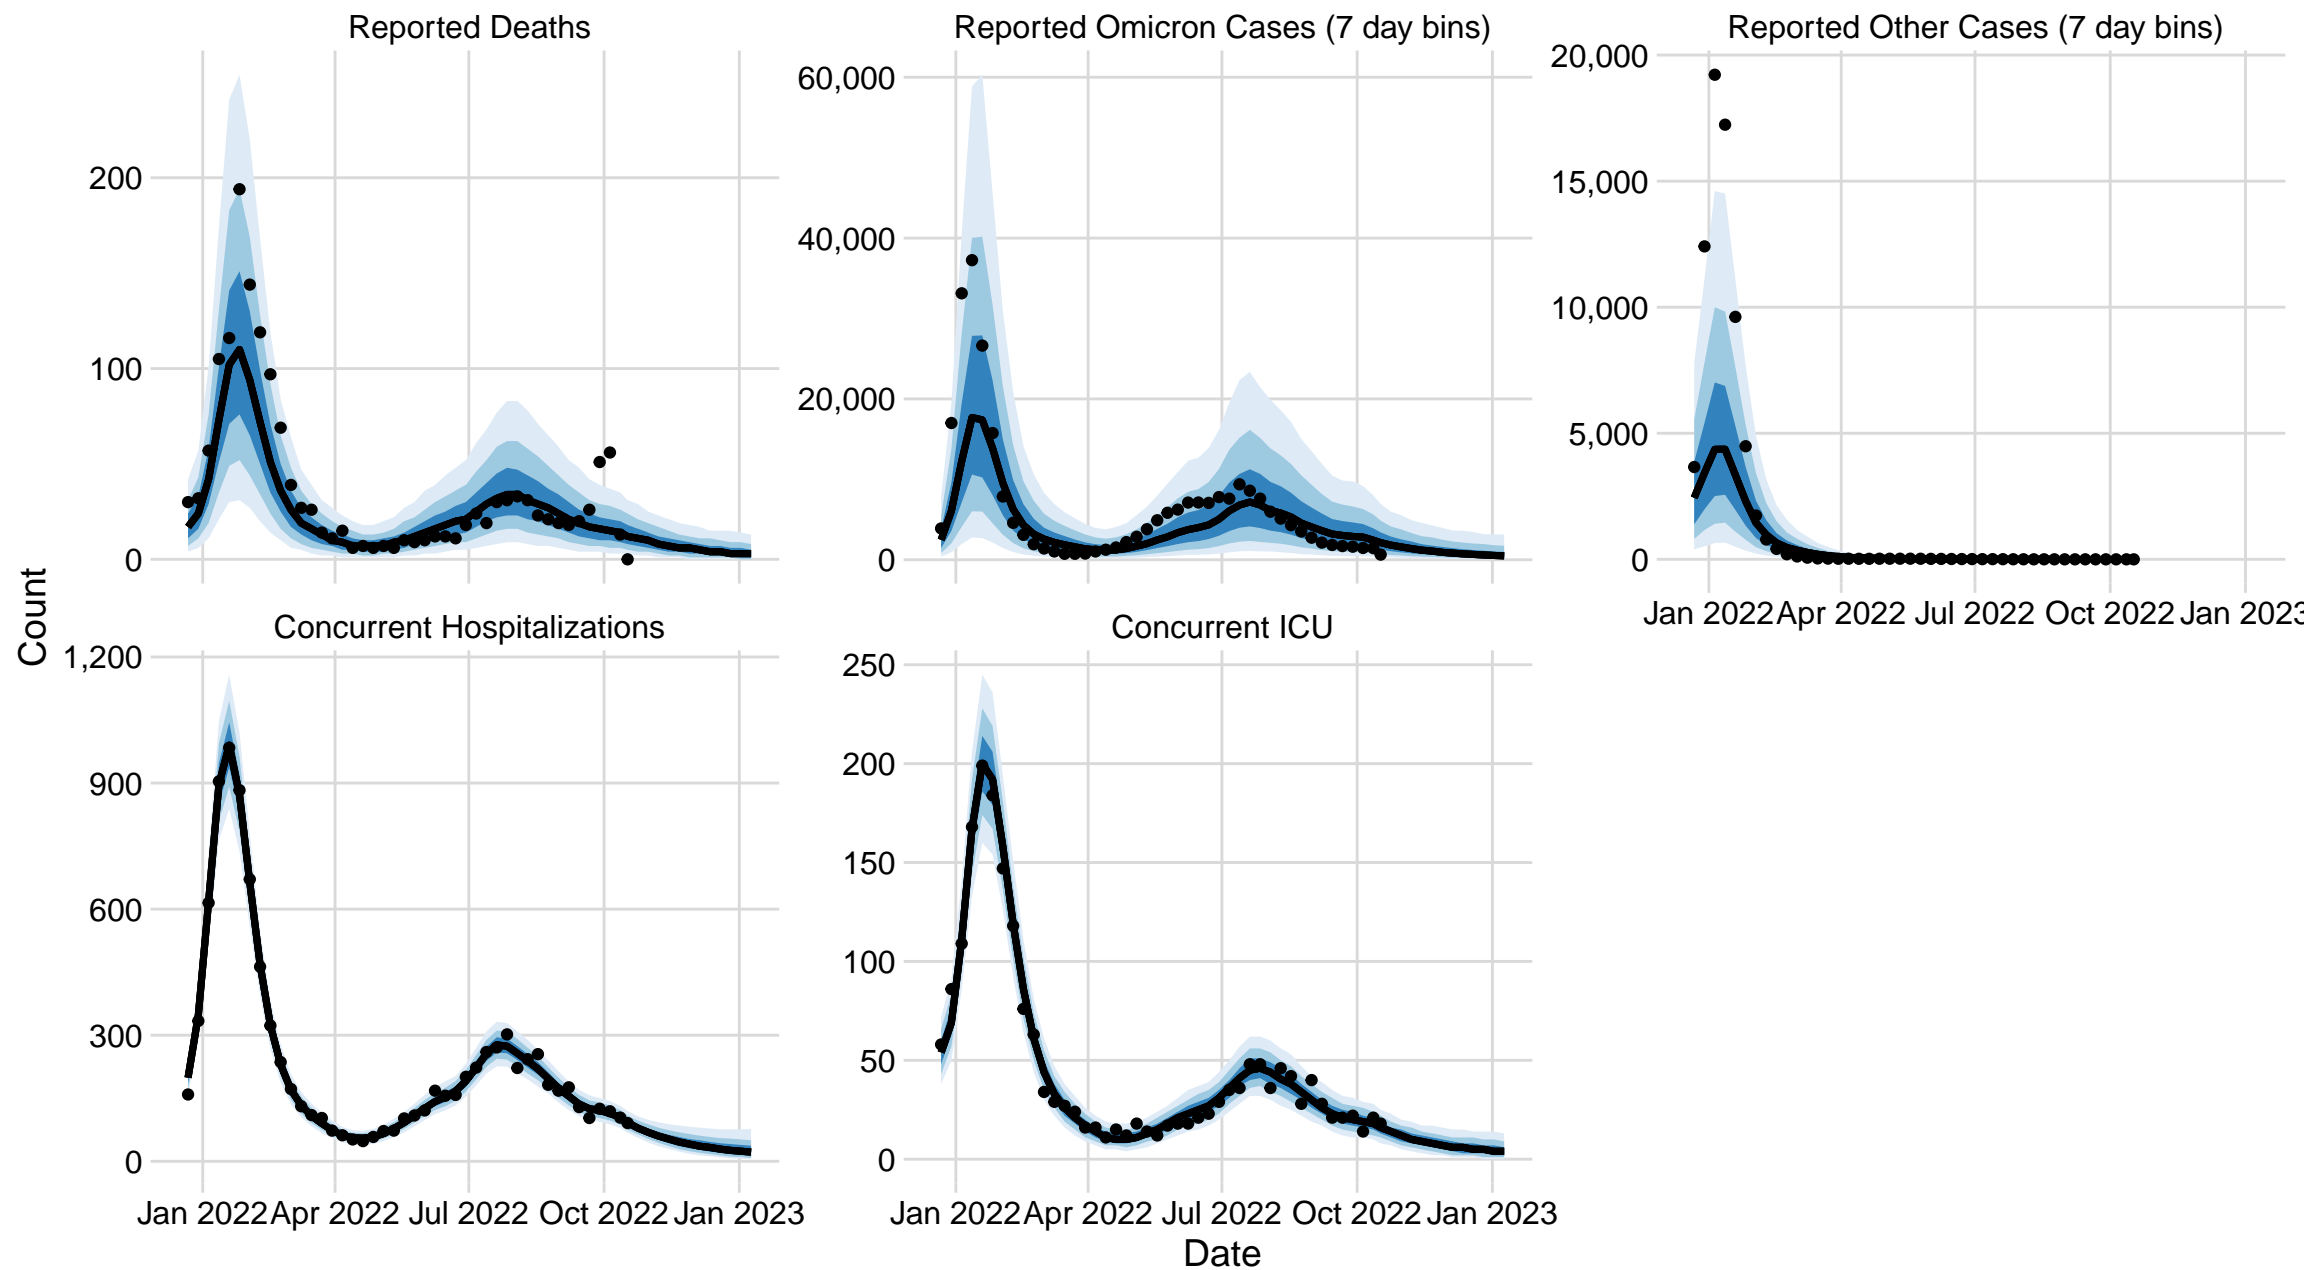 Reported Deaths
Reported Omicron Cases (7 day bins)
Reported Other Cases (7 day bins)
200
100
0
60,000
40,000
20,000
0
20,000
15,000
10,000
5,000
0
Jan 2022 Apr 2022 Jul 2022 Oct 2022 Jan 2023
Count
Concurrent Hospitalizations
Concurrent ICU
1,200
900
600
300
0
250
200
150
100
50
0
Jan 2022 Apr 2022 Jul 2022 Oct 2022 Jan 2023
Jan 2022 Apr 2022 Jul 2022 Oct 2022 Jan 2023
Date